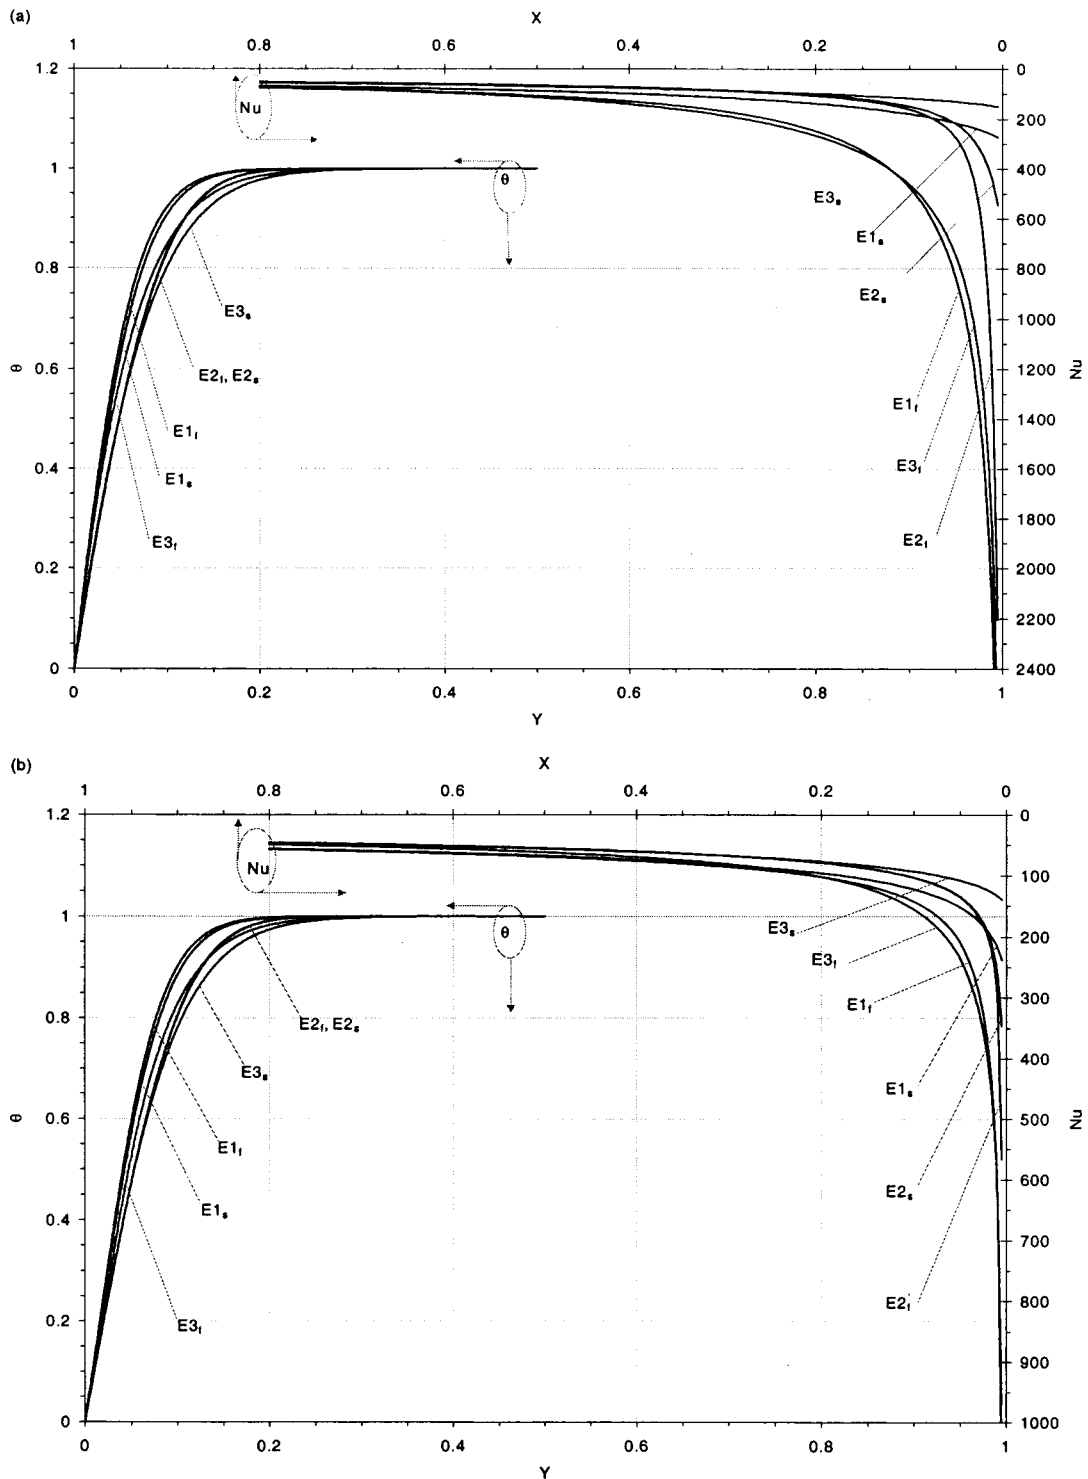 (a)
X
1 0.8 0.6 0.4 0.2 0
1.2 0
Nu
200
1 400
θ
E3s
600
E1s
0.8 800
E2s
E3s
1000
0.6 1200
θ E2f, E2s Nu
E1f
1400
E1f
0.4 E1s E3f 1600
1800
E3f E2f
0.2 2000
2200
0 2400
0 0.2 0.4 0.6 0.8 1
Y
(b)
X
1 0.8 0.6 0.4 0.2 0
1.2 0
Nu
100
1
E3s
θ 200
E3f
E1f 300
0.8 E2f, E2s
400
E3s
E1s
0.6 500
θ E1f Nu
600
E2s
0.4 E1s
700
E2f 800
0.2 E3f
900
0 1000
0 0.2 0.4 0.6 0.8 1
Y